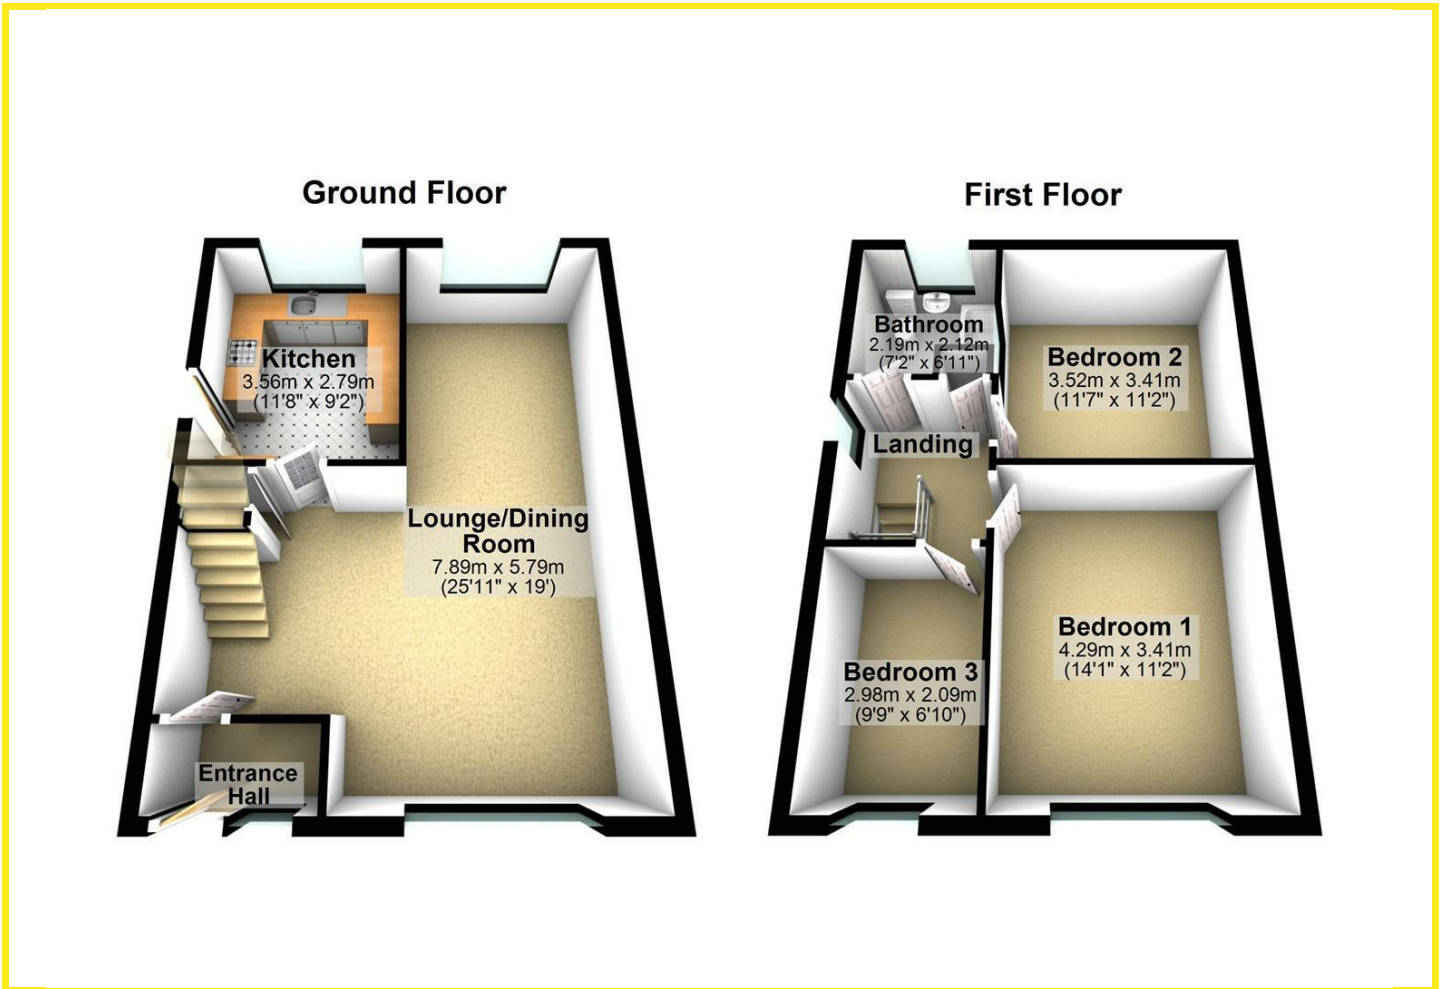 Ground Floor
Kitchen
3.56m x 2.79m
(11'8" x 9'2")
Lounge/Dining
Room
7.89m x 5.79m
(25'11" x 19')
Entrance
Hall
First Floor
Bathroom
2.19m x 2.12m
(7'2" x 6'11")
Bedroom 2
3.52m x 3.41m
(11'7" x 11'2")
Landing
Bedroom 1
4.29m x 3.41m
(14'1" x 11'2")
Bedroom 3
2.98m x 2.09m
(9'9" x 6'10")